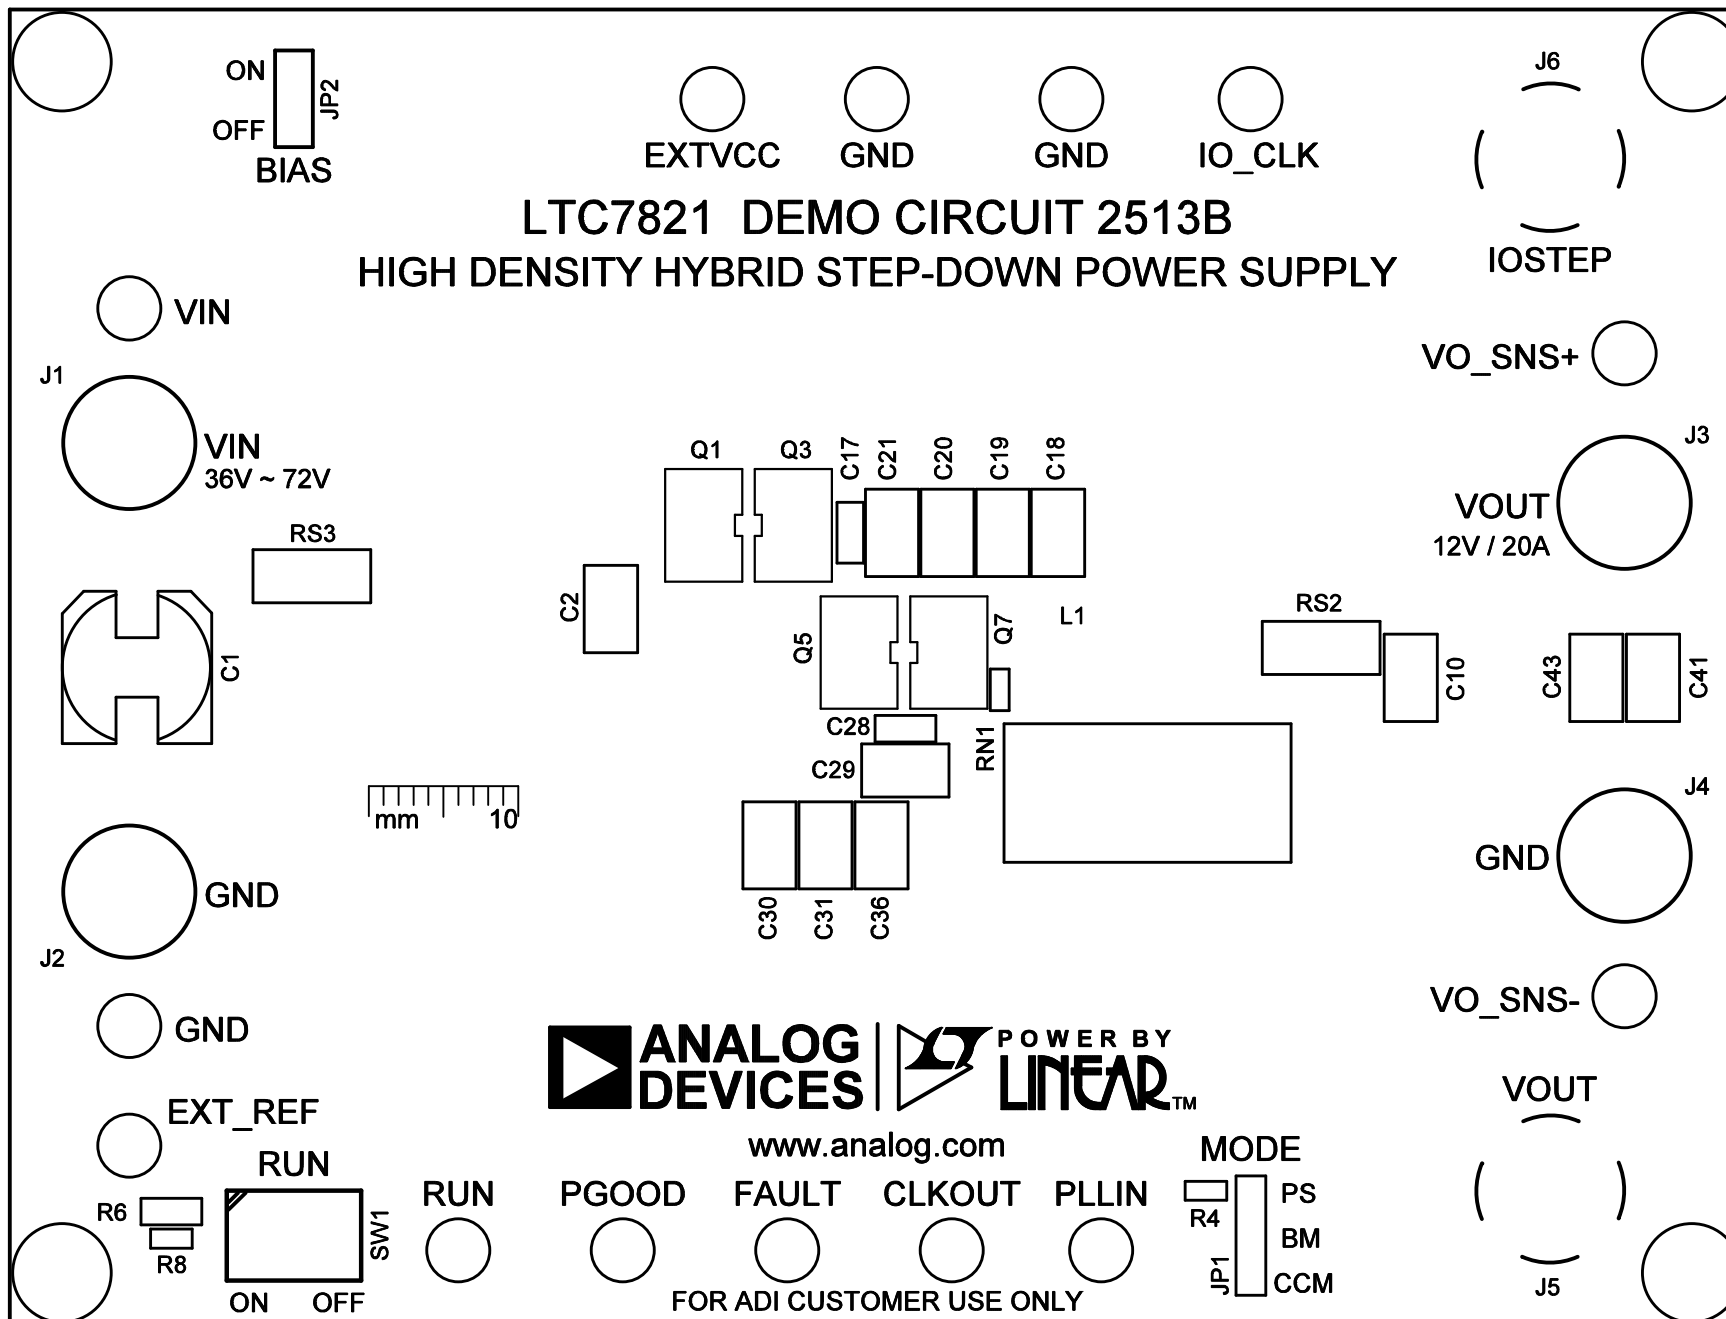 J6
ON
OFF
JP2
BIAS
EXTVCC
GND
GND
IO_CLK
IOSTEP
LTC7821 DEMO CIRCUIT 2513B
HIGH DENSITY HYBRID STEP-DOWN POWER SUPPLY
VIN
VO_SNS+
J1
VIN
36V ~ 72V
J3
VOUT
12V / 20A
Q1
Q3
C17
C21
C20
C19
C18
RS3
C2
Q5
Q7
L1
RS2
C1
C10
C43
C41
C28
C29
RN1
mm 10
J4
GND
GND
J2
C30
C31
C36
VO_SNS-
GND
ANALOG
DEVICES
POWER BY
LINEAR™
EXT_REF
VOUT
www.analog.com
MODE
RUN
RUN
PGOOD
FAULT
CLKOUT
PLLIN
PS
BM
CCM
R4
JP1
R6
R8
SW1
ON
OFF
J5
FOR ADI CUSTOMER USE ONLY